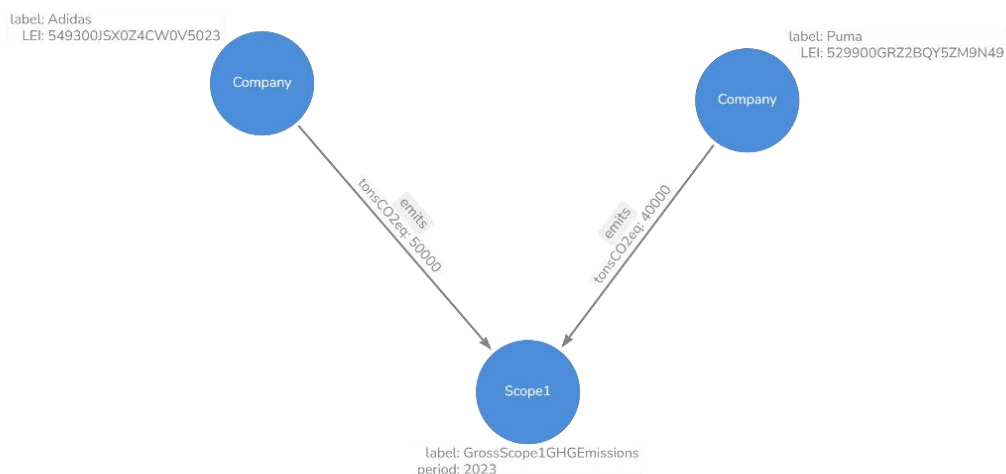 label: Adidas
LEI: 549300JSX0Z4CW0V5023
Company
label: Puma
LEI: 529900GRZ2BQY5ZM9N49
Company
emits
tonsCO2eq: 50000
emits
tonsCO2eq: 40000
Scope1
label: GrossScope1GHGEmissions
period: 2023